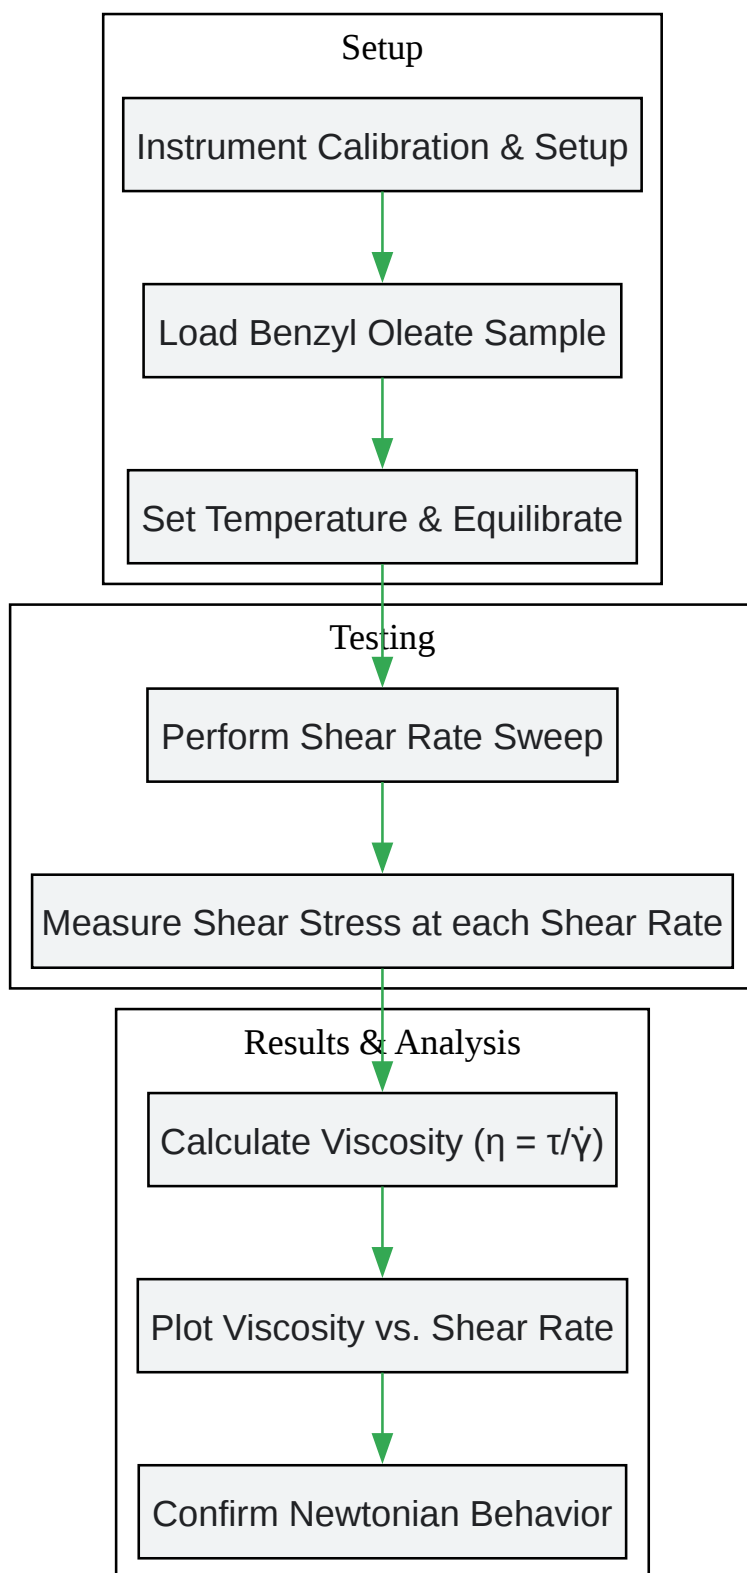 Setup
Instrument Calibration & Setup
Load Benzyl Oleate Sample
Set Temperature & Equilibrate
Testing
Perform Shear Rate Sweep
Measure Shear Stress at each Shear Rate
Results & Analysis
Calculate Viscosity (η = τ/γ̇)
Plot Viscosity vs. Shear Rate
Confirm Newtonian Behavior